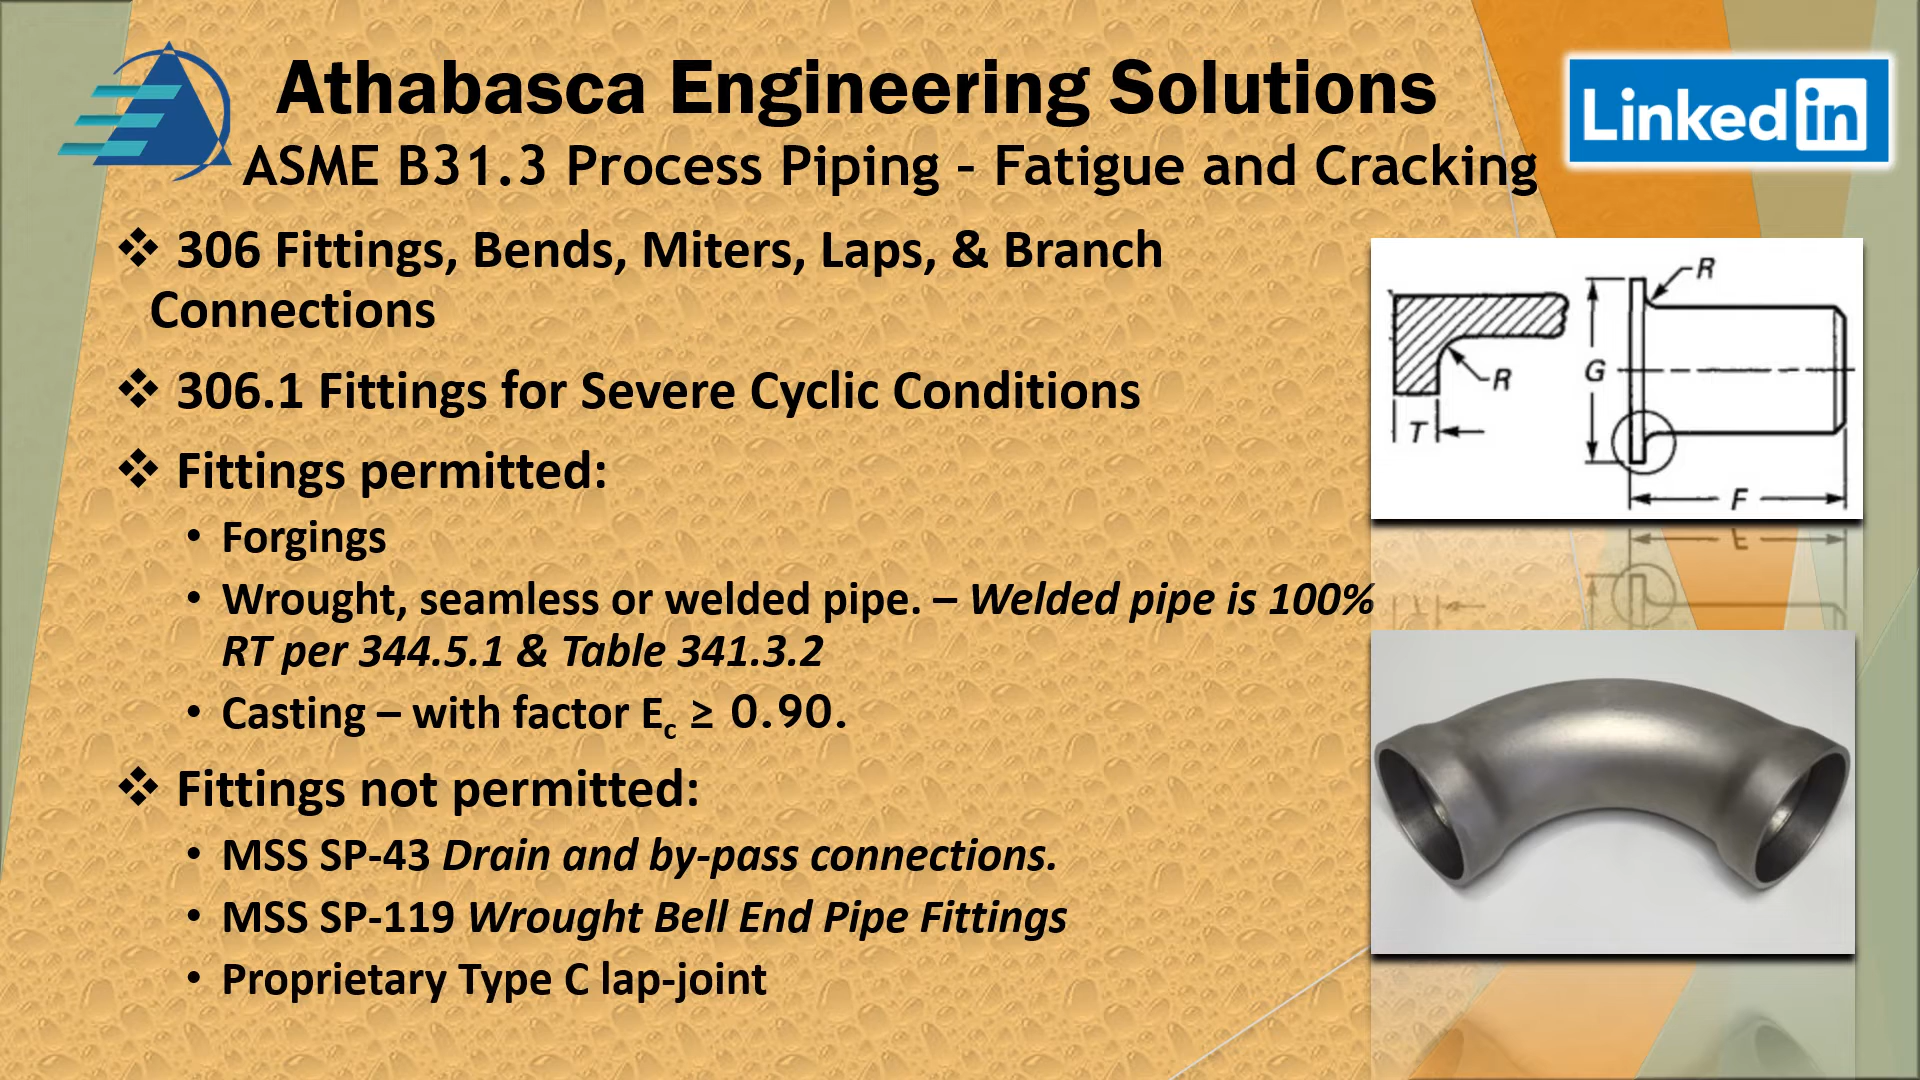 Athabasca Engineering Solutions
ASME B31.3 Process Piping – Fatigue and Cracking
Linked in
❖ 306 Fittings, Bends, Miters, Laps, & Branch
Connections
❖ 306.1 Fittings for Severe Cyclic Conditions
❖ Fittings permitted:
• Forgings
• Wrought, seamless or welded pipe. – Welded pipe is 100%
RT per 344.5.1 & Table 341.3.2
• Casting – with factor Ec ≥ 0.90.
❖ Fittings not permitted:
• MSS SP-43 Drain and by-pass connections.
• MSS SP-119 Wrought Bell End Pipe Fittings
• Proprietary Type C lap-joint
R
R
G
T
F